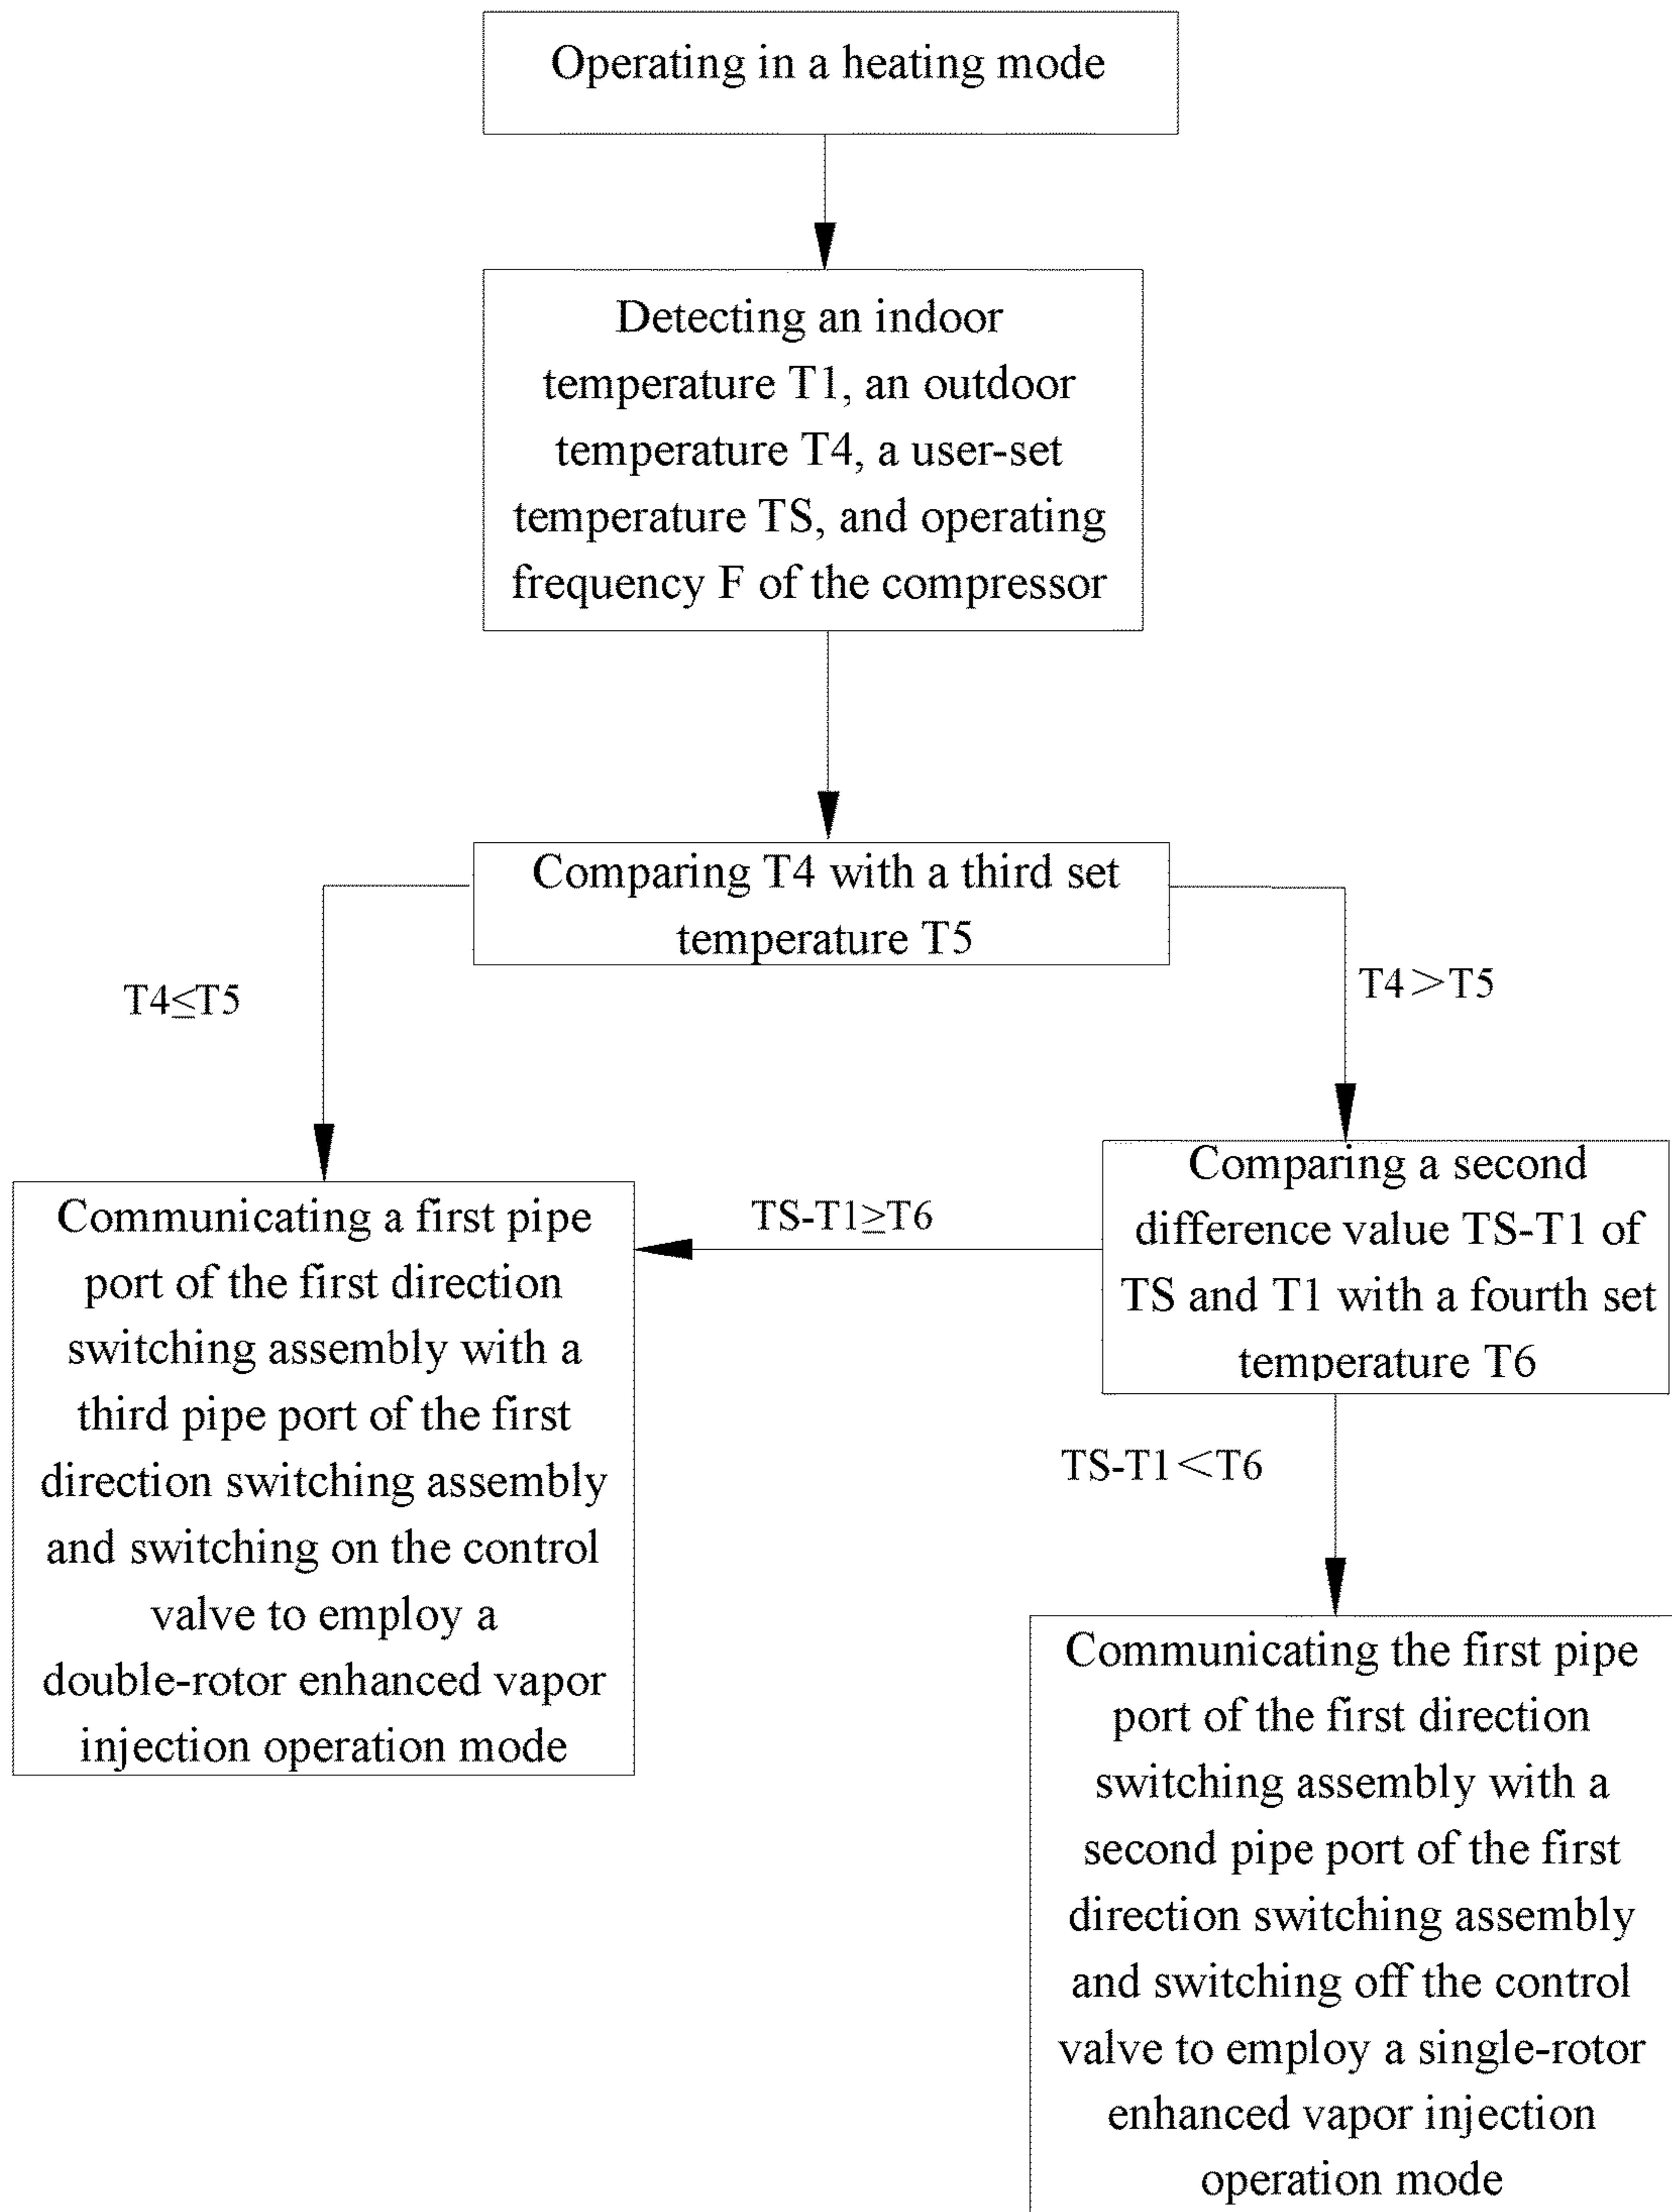 Operating in a heating mode
Detecting an indoor
temperature T1, an outdoor
temperature T4, a user-set
temperature TS, and operating
frequency F of the compressor
Comparing T4 with a third set
temperature T5
T4≤T5
T4>T5
Communicating a first pipe
port of the first direction
switching assembly with a
third pipe port of the first
direction switching assembly
and switching on the control
valve to employ a
double-rotor enhanced vapor
injection operation mode
TS-T1≥T6
Comparing a second
difference value TS-T1 of
TS and T1 with a fourth set
temperature T6
TS-T1<T6
Communicating the first pipe
port of the first direction
switching assembly with a
second pipe port of the first
direction switching assembly
and switching off the control
valve to employ a single-rotor
enhanced vapor injection
operation mode